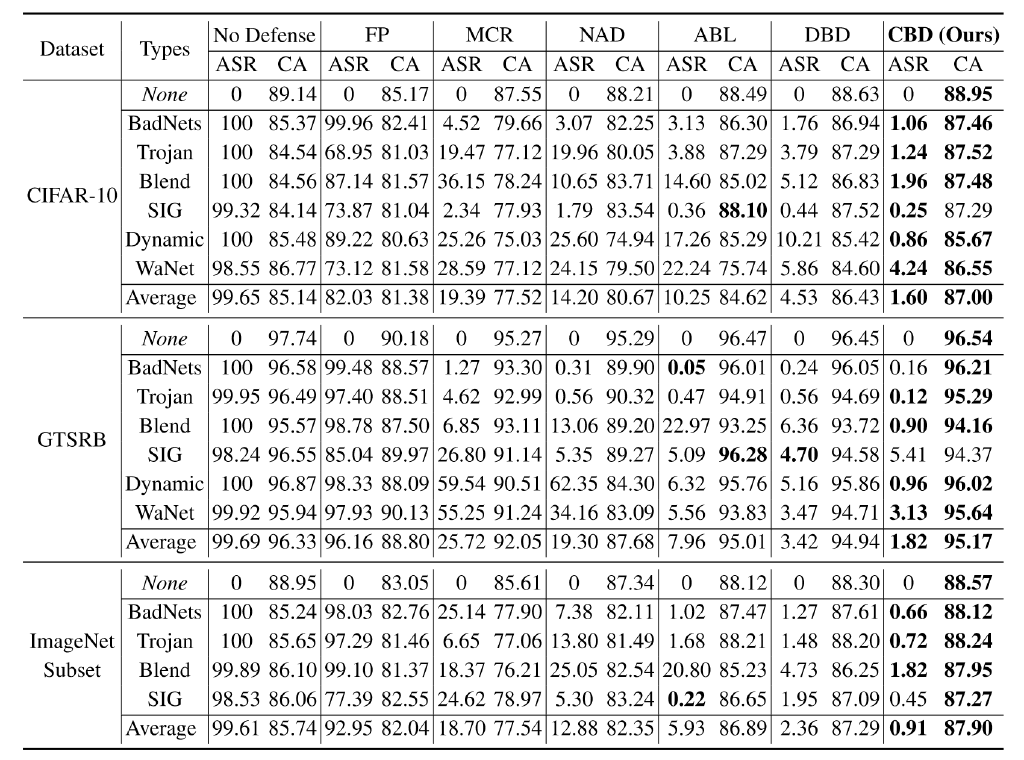 Dataset Types No Defense FP MCR NAD ABL DBD CBD (Ours)
ASR CA ASR CA ASR CA ASR CA ASR CA ASR CA ASR CA
CIFAR-10
None 0 89.14 0 85.17 0 87.55 0 88.21 0 88.49 0 88.63 0 88.95
BadNets 100 85.37 99.96 82.41 4.52 79.66 3.07 82.25 3.13 86.30 1.76 86.94 1.06 87.46
Trojan 100 84.54 68.95 81.03 19.47 77.12 19.96 80.05 3.88 87.29 3.79 87.29 1.24 87.52
Blend 100 84.56 87.14 81.57 36.15 78.24 10.65 83.71 14.60 85.02 5.12 86.83 1.96 87.48
SIG 99.32 84.14 73.87 81.04 2.34 77.93 1.79 83.54 0.36 88.10 0.44 87.52 0.25 87.29
Dynamic 100 85.48 89.22 80.63 25.26 75.03 25.60 74.94 17.26 85.29 10.21 85.42 0.86 85.67
WaNet 98.55 86.77 73.12 81.58 28.59 77.12 24.15 79.50 22.24 75.74 5.86 84.60 4.24 86.55
Average 99.65 85.14 82.03 81.38 19.39 77.52 14.20 80.67 10.25 84.62 4.53 86.43 1.60 87.00
GTSRB
None 0 97.74 0 90.18 0 95.27 0 95.29 0 96.47 0 96.45 0 96.54
BadNets 100 96.58 99.48 88.57 1.27 93.30 0.31 89.90 0.05 96.01 0.24 96.05 0.16 96.21
Trojan 99.95 96.49 97.40 88.51 4.62 92.99 0.56 90.32 0.47 94.91 0.56 94.69 0.12 95.29
Blend 100 95.57 98.78 87.50 6.85 93.11 13.06 89.20 22.97 93.25 6.36 93.72 0.90 94.16
SIG 98.24 96.55 85.04 89.97 26.80 91.14 5.35 89.27 5.09 96.28 4.70 94.58 5.41 94.37
Dynamic 100 96.87 98.33 88.09 59.54 90.51 62.35 84.30 6.32 95.76 5.16 95.86 0.96 96.02
WaNet 99.92 95.94 97.93 90.13 55.25 91.24 34.16 83.09 5.56 93.83 3.47 94.71 3.13 95.64
Average 99.69 96.33 96.16 88.80 25.72 92.05 19.30 87.68 7.96 95.01 3.42 94.94 1.82 95.17
ImageNet
Subset
None 0 88.95 0 83.05 0 85.61 0 87.34 0 88.12 0 88.30 0 88.57
BadNets 100 85.24 98.03 82.76 25.14 77.90 7.38 82.11 1.02 87.47 1.27 87.61 0.66 88.12
Trojan 100 85.65 97.29 81.46 6.65 77.06 13.80 81.49 1.68 88.21 1.48 88.20 0.72 88.24
Blend 99.89 86.10 99.10 81.37 18.37 76.21 25.05 82.54 20.80 85.23 4.73 86.25 1.82 87.95
SIG 98.53 86.06 77.39 82.55 24.62 78.97 5.30 83.24 0.22 86.65 1.95 87.09 0.45 87.27
Average 99.61 85.74 92.95 82.04 18.70 77.54 12.88 82.35 5.93 86.89 2.36 87.29 0.91 87.90